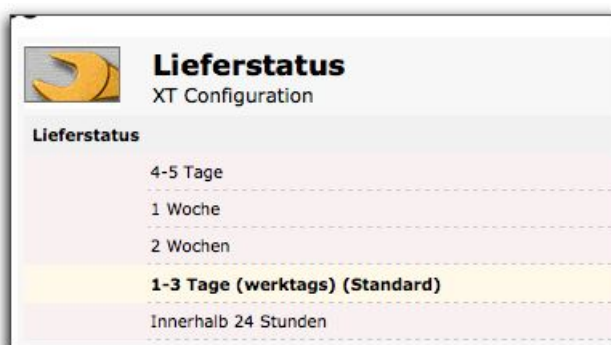 Lieferstatus
XT Configuration
Lieferstatus
4-5 Tage
1 Woche
2 Wochen
1-3 Tage (werktags) (Standard)
Innerhalb 24 Stunden